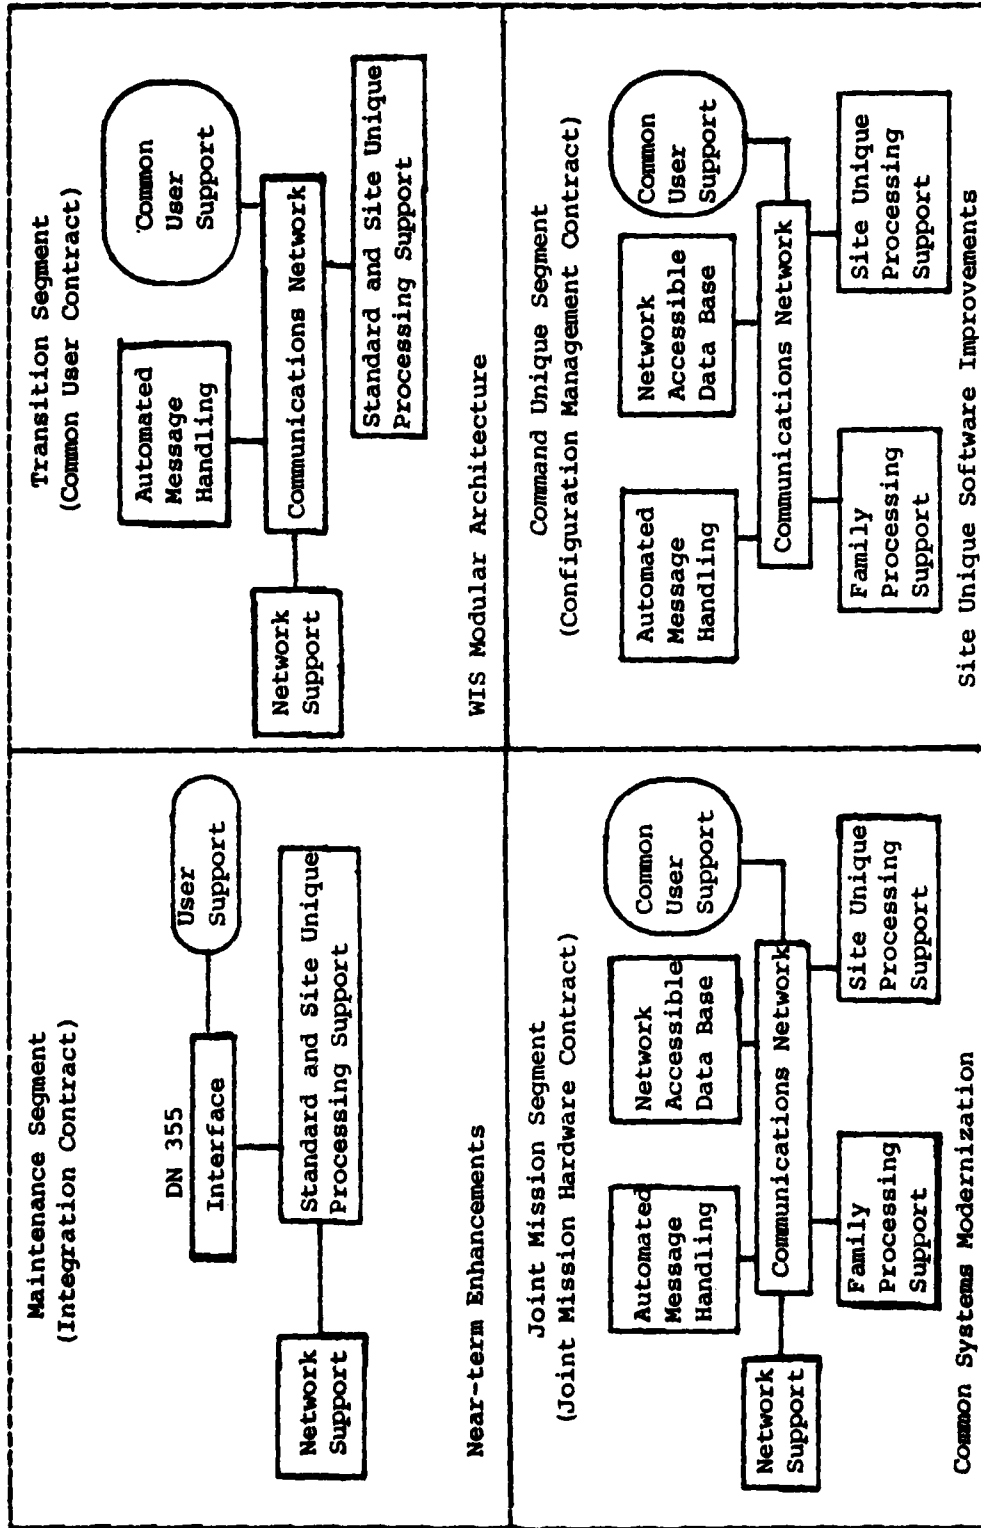 Maintenance Segment
(Integration Contract)
DN 355
Interface
User
Support
Standard and Site Unique
Processing Support
Network
Support
Near-term Enhancements
Transition Segment
(Common User Contract)
Automated
Message
Handling
Common
User
Support
Communications Network
Network
Support
Standard and Site Unique
Processing Support
WIS Modular Architecture
Joint Mission Segment
(Joint Mission Hardware Contract)
Automated
Message
Handling
Network
Accessible
Data Base
Common
User
Support
Network
Support
Communications Network
Family
Processing
Support
Site Unique
Processing
Support
Common Systems Modernization
Command Unique Segment
(Configuration Management Contract)
Automated
Message
Handling
Network
Accessible
Data Base
Common
User
Support
Communications Network
Family
Processing
Support
Site Unique
Processing
Support
Site Unique Software Improvements